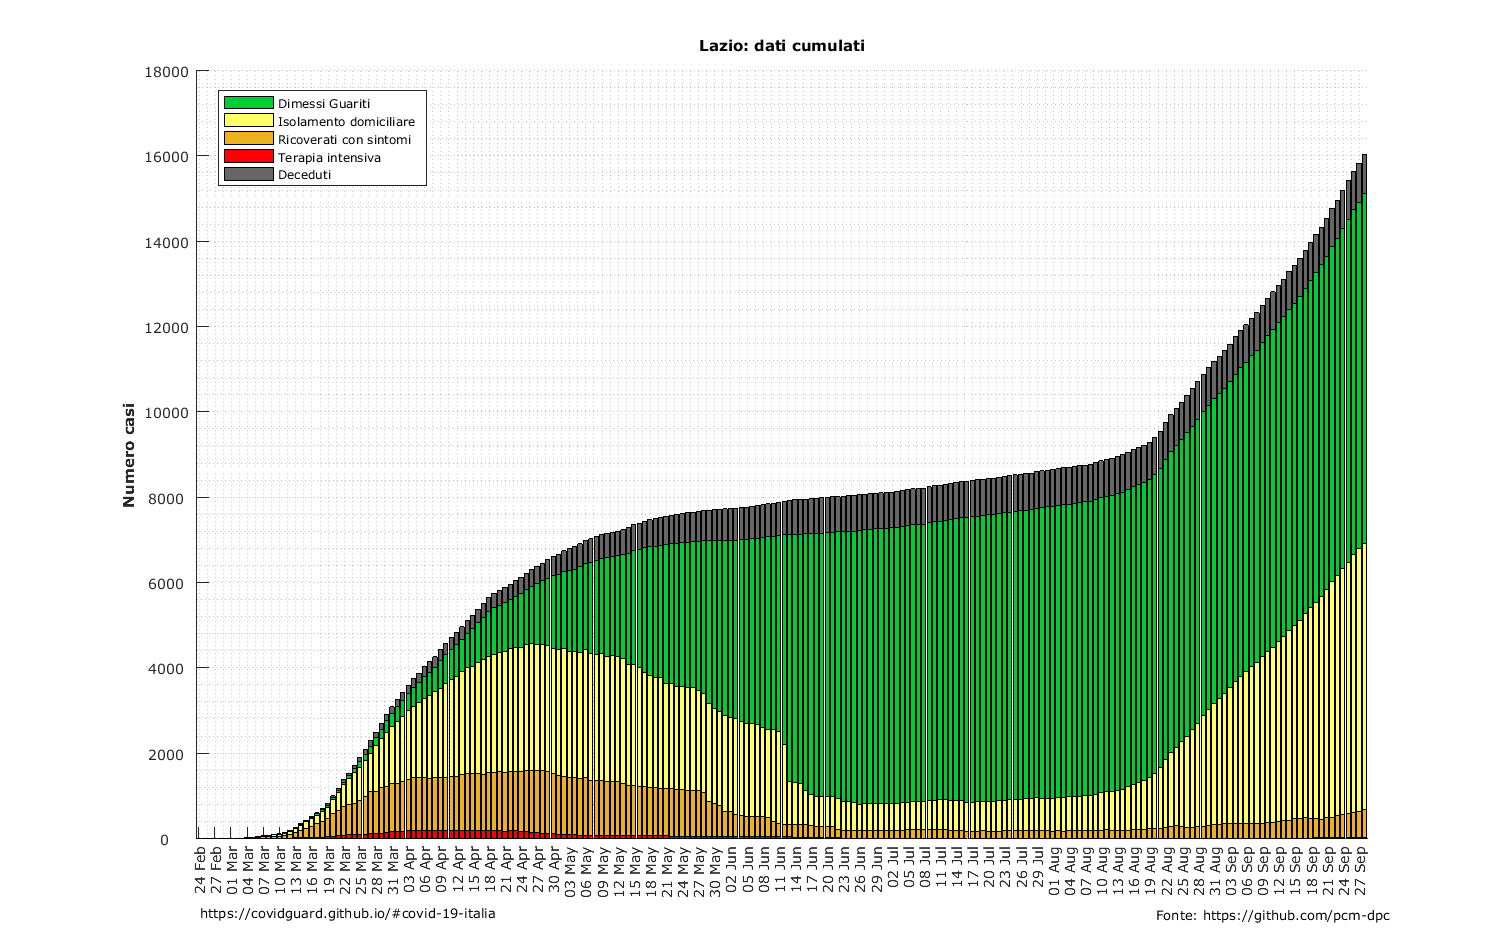 Lazio: dati cumulati
18000
16000
14000
12000
10000
8000
6000
4000
2000
0
Numero casi
Dimessi Guariti
Isolamento domiciliare
Ricoverati con sintomi
Terapia intensiva
Deceduti
24 Feb
27 Feb
01 Mar
04 Mar
07 Mar
10 Mar
13 Mar
16 Mar
19 Mar
22 Mar
25 Mar
28 Mar
31 Mar
03 Apr
06 Apr
09 Apr
12 Apr
15 Apr
18 Apr
21 Apr
24 Apr
27 Apr
30 Apr
03 May
06 May
09 May
12 May
15 May
18 May
21 May
24 May
27 May
30 May
02 Jun
05 Jun
08 Jun
11 Jun
14 Jun
17 Jun
20 Jun
23 Jun
26 Jun
29 Jun
02 Jul
05 Jul
08 Jul
11 Jul
14 Jul
17 Jul
20 Jul
23 Jul
26 Jul
29 Jul
01 Aug
04 Aug
07 Aug
10 Aug
13 Aug
16 Aug
19 Aug
22 Aug
25 Aug
28 Aug
31 Aug
03 Sep
06 Sep
09 Sep
12 Sep
15 Sep
18 Sep
21 Sep
24 Sep
27 Sep
https://covidguard.github.io/#covid-19-italia
Fonte: https://github.com/pcm-dpc